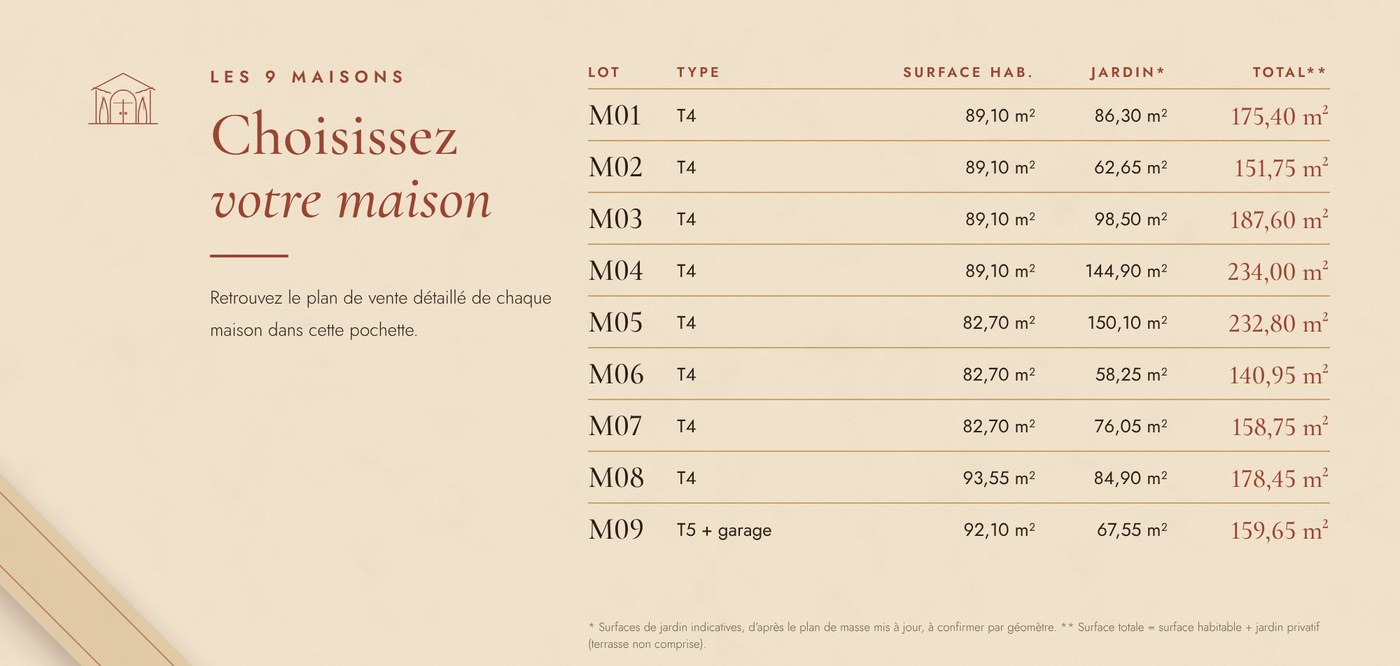 LES 9 MAISONS
Choisissez
votre maison
Retrouvez le plan de vente détaillé de chaque
maison dans cette pochette.
LOT TYPE SURFACE HAB. JARDIN* TOTAL**
M01 T4 89,10 m² 86,30 m² 175,40 m²
M02 T4 89,10 m² 62,65 m² 151,75 m²
M03 T4 89,10 m² 98,50 m² 187,60 m²
M04 T4 89,10 m² 144,90 m² 234,00 m²
M05 T4 82,70 m² 150,10 m² 232,80 m²
M06 T4 82,70 m² 58,25 m² 140,95 m²
M07 T4 82,70 m² 76,05 m² 158,75 m²
M08 T4 93,55 m² 84,90 m² 178,45 m²
M09 T5 + garage 92,10 m² 67,55 m² 159,65 m²
* Surfaces de jardin indicatives, d'après le plan de masse mis à jour, à confirmer par géomètre. ** Surface totale = surface habitable + jardin privatif
(terrasse non comprise).